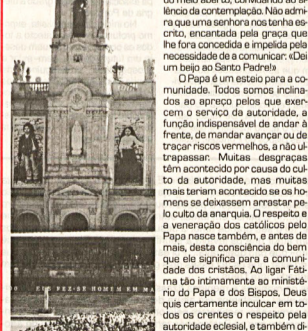 do meio aberto, convidando ao si-
lêncio da contemplação. Não admi-
ra que uma senhora nos tenha es-
crito, encantada pela graça que
lhe fora concedida e impelida pela
necessidade de a comunicar: «Dei
um beijo ao Santo Padre!»
O Papa é um esteio para a co-
munidade. Todos somos inclina-
dos ao apreço pelos que exer-
cem o serviço da autoridade, a
função indispensável de andar à
frente, de mandar avançar ou de
traçar riscos vermelhos, a não ul-
trapassar. Muitas desgraças
têm acontecido por causa do cul-
to da autoridade, mas muitas
mais teriam acontecido se os ho-
mens se deixassem arrastar pe-
lo culto da anarquia. O respeito e
a veneração dos católicos pelo
Papa nasce também, e antes de
mais, desta consciência do bem
que ele significa para a comuni-
dade dos cristãos. Ao ligar Fáti-
ma tão intimamente ao ministé-
rio do Papa e dos Bispos, Deus
quis certamente inculcar em to-
dos os crentes o respeito pela
autoridade eclesial, e também di-
FEZ-SE HOMEM EM MA